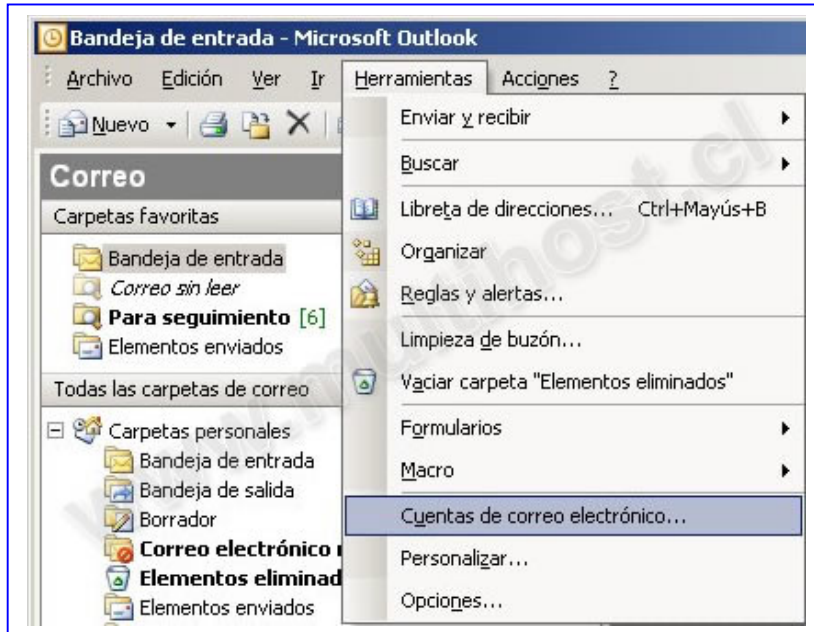 Bandeja de entrada - Microsoft Outlook
Archivo Edición Ver Ir Herramientas Acciones ?
Nuevo
Correo
Carpetas favoritas
Bandeja de entrada
Correo sin leer
Para seguimiento [6]
Elementos enviados
Todas las carpetas de correo
Carpetas personales
Bandeja de entrada
Bandeja de salida
Borrador
Correo electrónico
Elementos eliminad
Elementos enviados
Enviar y recibir
Buscar
Libreta de direcciones... Ctrl+Mayús+B
Organizar
Reglas y alertas...
Limpieza de buzón...
Vaciar carpeta "Elementos eliminados"
Formularios
Macro
Cuentas de correo electrónico...
Personalizar...
Opciones...
www.multihost.cl